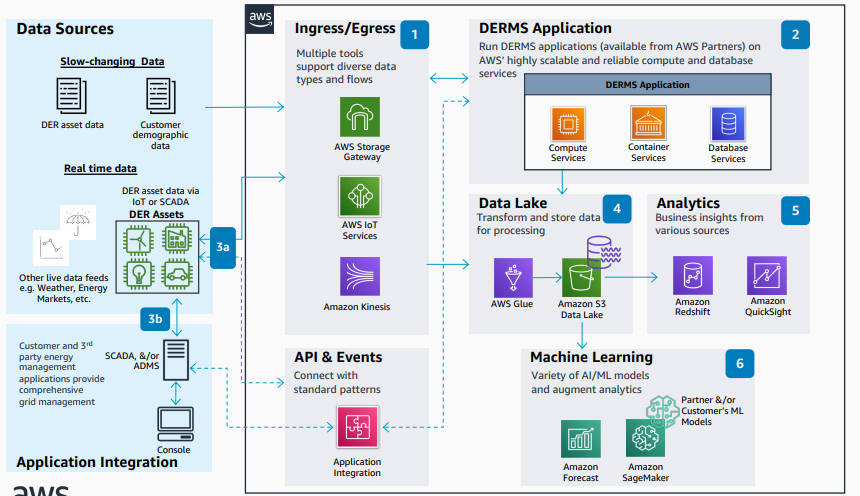 Data Sources
Slow-changing Data
DER asset data
Customer
demographic
data
Real time data
DER asset data via
IoT or SCADA
DER Assets
Other live data feeds
e.g. Weather, Energy
Markets, etc.
3a
3b
Customer and 3rd
party energy
management
applications provide
comprehensive
grid management
SCADA, &/or
ADMS
Console
Application Integration
aws
aws
Ingress/Egress
1
Multiple tools
support diverse data
types and flows
AWS Storage
Gateway
AWS IoT
Services
Amazon Kinesis
API & Events
Connect with
standard patterns
Application
Integration
DERMS Application
2
Run DERMS applications (available from AWS Partners) on
AWS' highly scalable and reliable compute and database
services
DERMS Application
Compute
Services
Container
Services
Database
Services
Data Lake
4
Transform and store data
for processing
AWS Glue
Amazon S3
Data Lake
Analytics
5
Business insights from
various sources
Amazon
Redshift
Amazon
QuickSight
Machine Learning
6
Variety of AI/ML models
and augment analytics
Partner &/or
Customer's ML
Models
Amazon
Forecast
Amazon
SageMaker